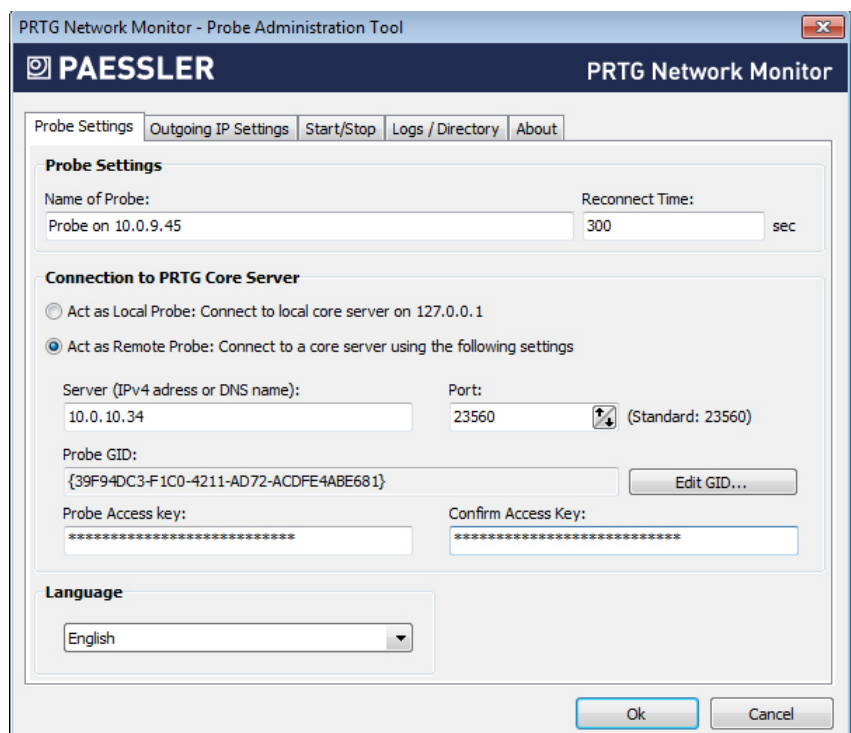 PRTG Network Monitor - Probe Administration Tool
PAESSLER PRTG Network Monitor
Probe Settings Outgoing IP Settings Start/Stop Logs / Directory About
Probe Settings
Name of Probe: Reconnect Time:
Probe on 10.0.9.45 300 sec
Connection to PRTG Core Server
Act as Local Probe: Connect to local core server on 127.0.0.1
Act as Remote Probe: Connect to a core server using the following settings
Server (IPv4 adress or DNS name): Port:
10.0.10.34 23560 (Standard: 23560)
Probe GID:
{39F94DC3-F1C0-4211-AD72-ACDFE4ABE681} Edit GID...
Probe Access key: Confirm Access Key:
*************************** ***************************
Language
English
Ok Cancel